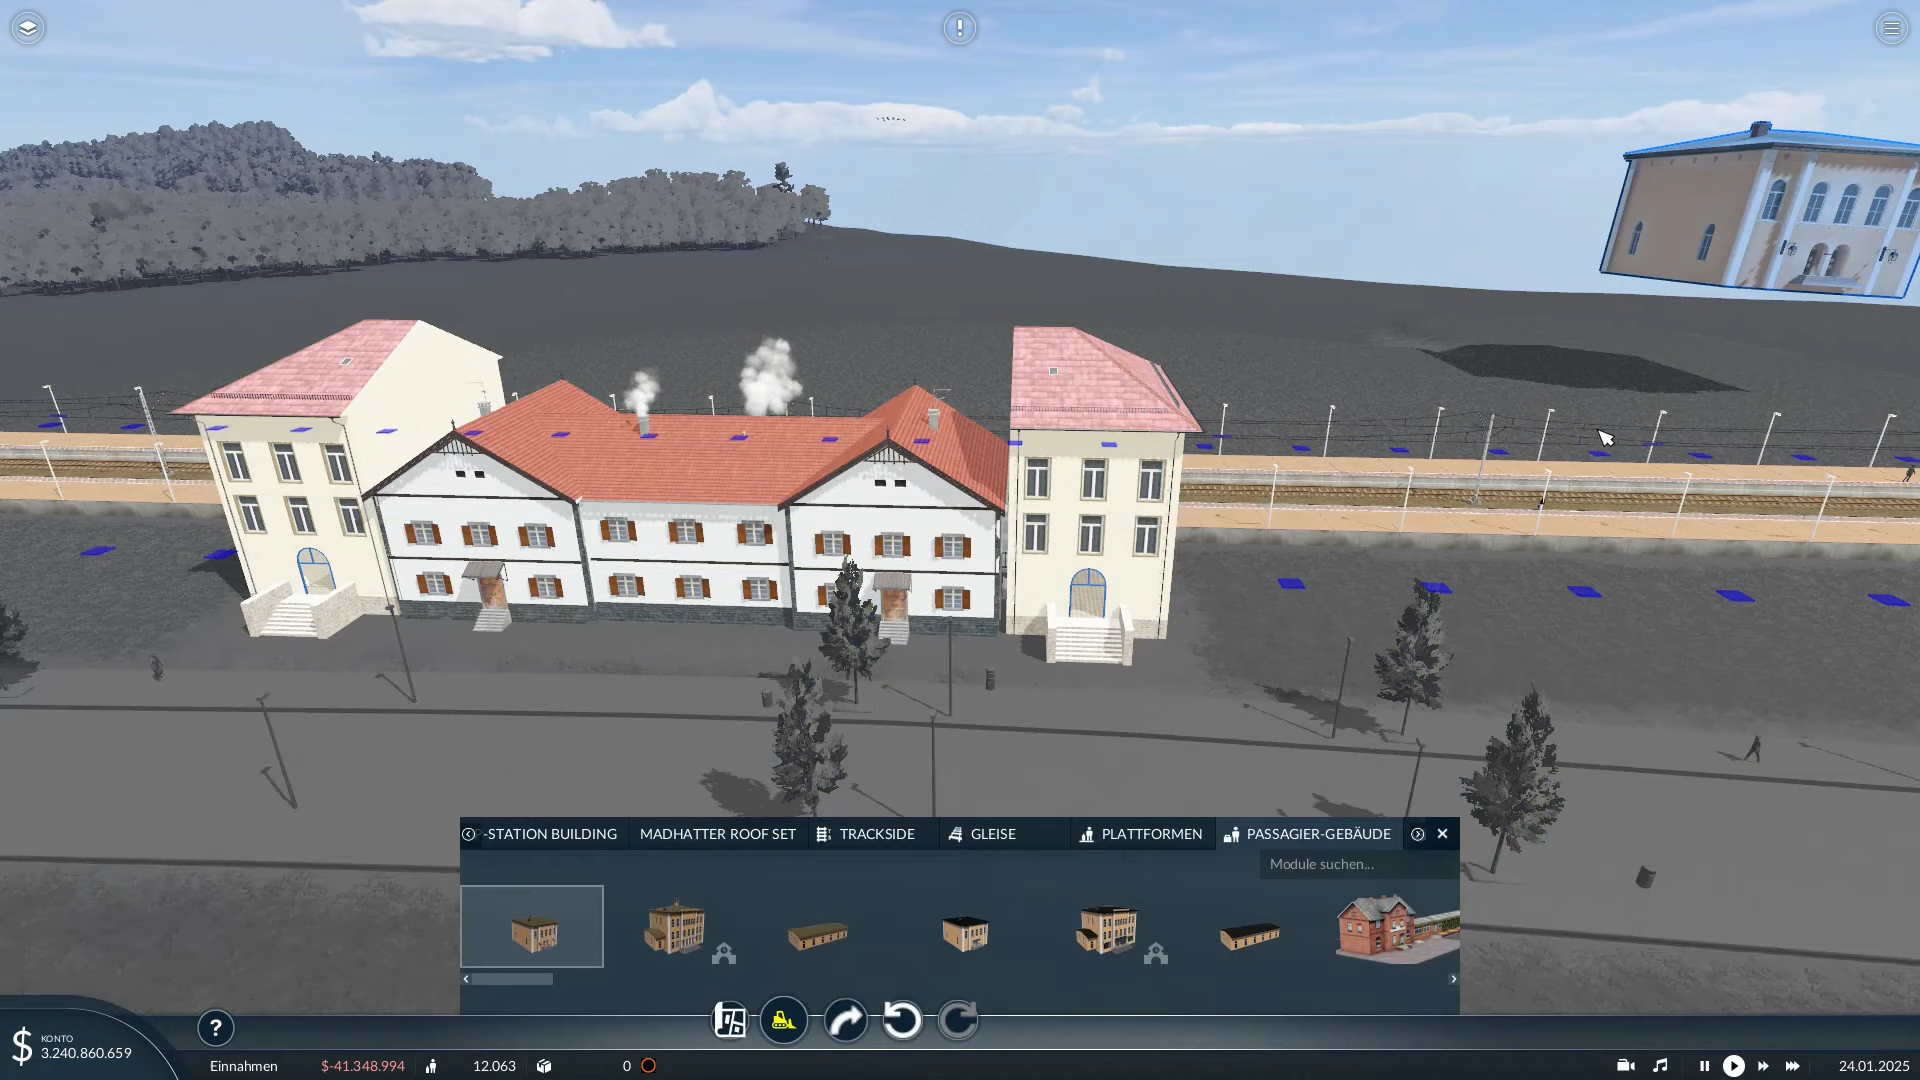 -STATION BUILDING
MADHATTER ROOF SET
TRACKSIDE
GLEISE
PLATTFORMEN
PASSAGIER-GEBÄUDE
Module suchen...
?
$
KONTO
3.240.860.659
Einnahmen
$-41.348.994
12.063
0
24.01.2025